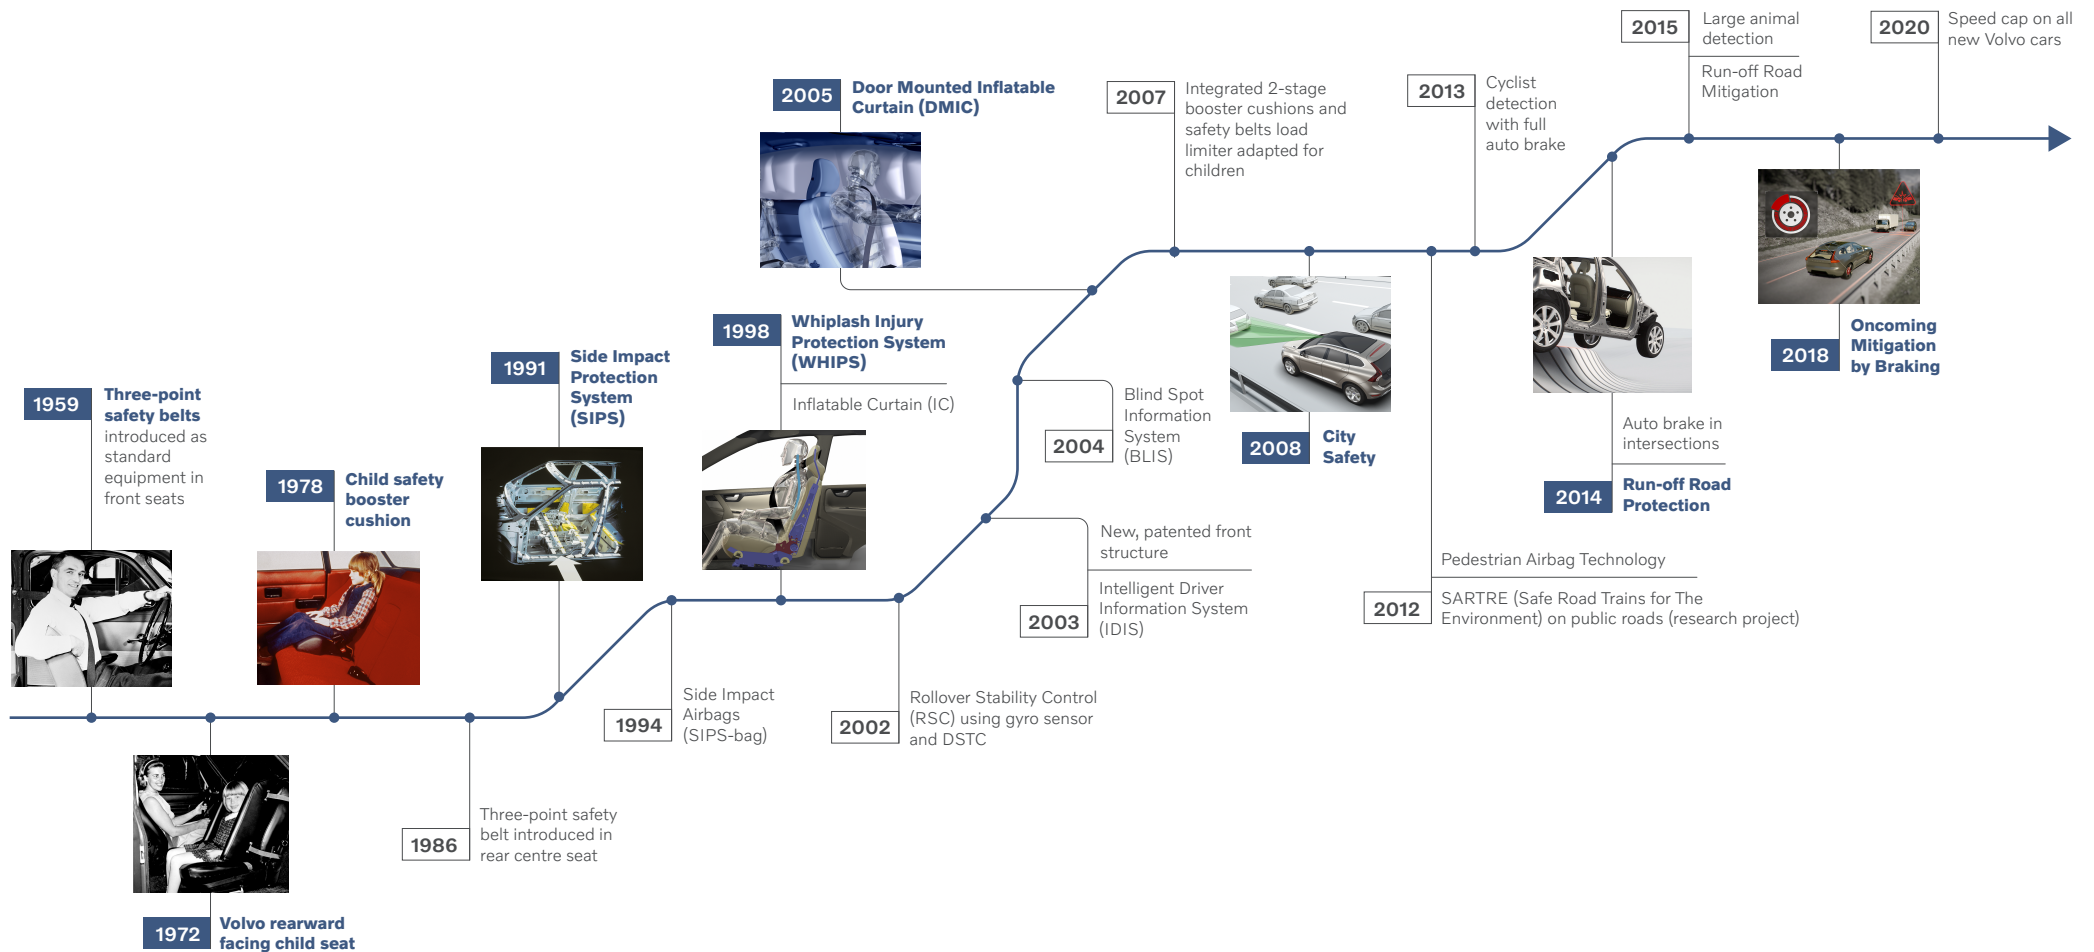 1959
Three-point
safety belts
introduced as
standard
equipment in
front seats
1972
Volvo rearward
facing child seat
1978
Child safety
booster
cushion
1986
Three-point safety
belt introduced in
rear centre seat
1991
Side Impact
Protection
System
(SIPS)
1994
Side Impact
Airbags
(SIPS-bag)
1998
Whiplash Injury
Protection System
(WHIPS)
Inflatable Curtain (IC)
2002
Rollover Stability Control
(RSC) using gyro sensor
and DSTC
2003
New, patented front
structure
Intelligent Driver
Information System
(IDIS)
2004
Blind Spot
Information
System
(BLIS)
2005
Door Mounted Inflatable
Curtain (DMIC)
2007
Integrated 2-stage
booster cushions and
safety belts load
limiter adapted for
children
2008
City
Safety
2012
Pedestrian Airbag Technology
SARTRE (Safe Road Trains for The
Environment) on public roads (research project)
2013
Cyclist
detection
with full
auto brake
2014
Auto brake in
intersections
Run-off Road
Protection
2015
Large animal
detection
Run-off Road
Mitigation
2018
Oncoming
Mitigation
by Braking
2020
Speed cap on all
new Volvo cars